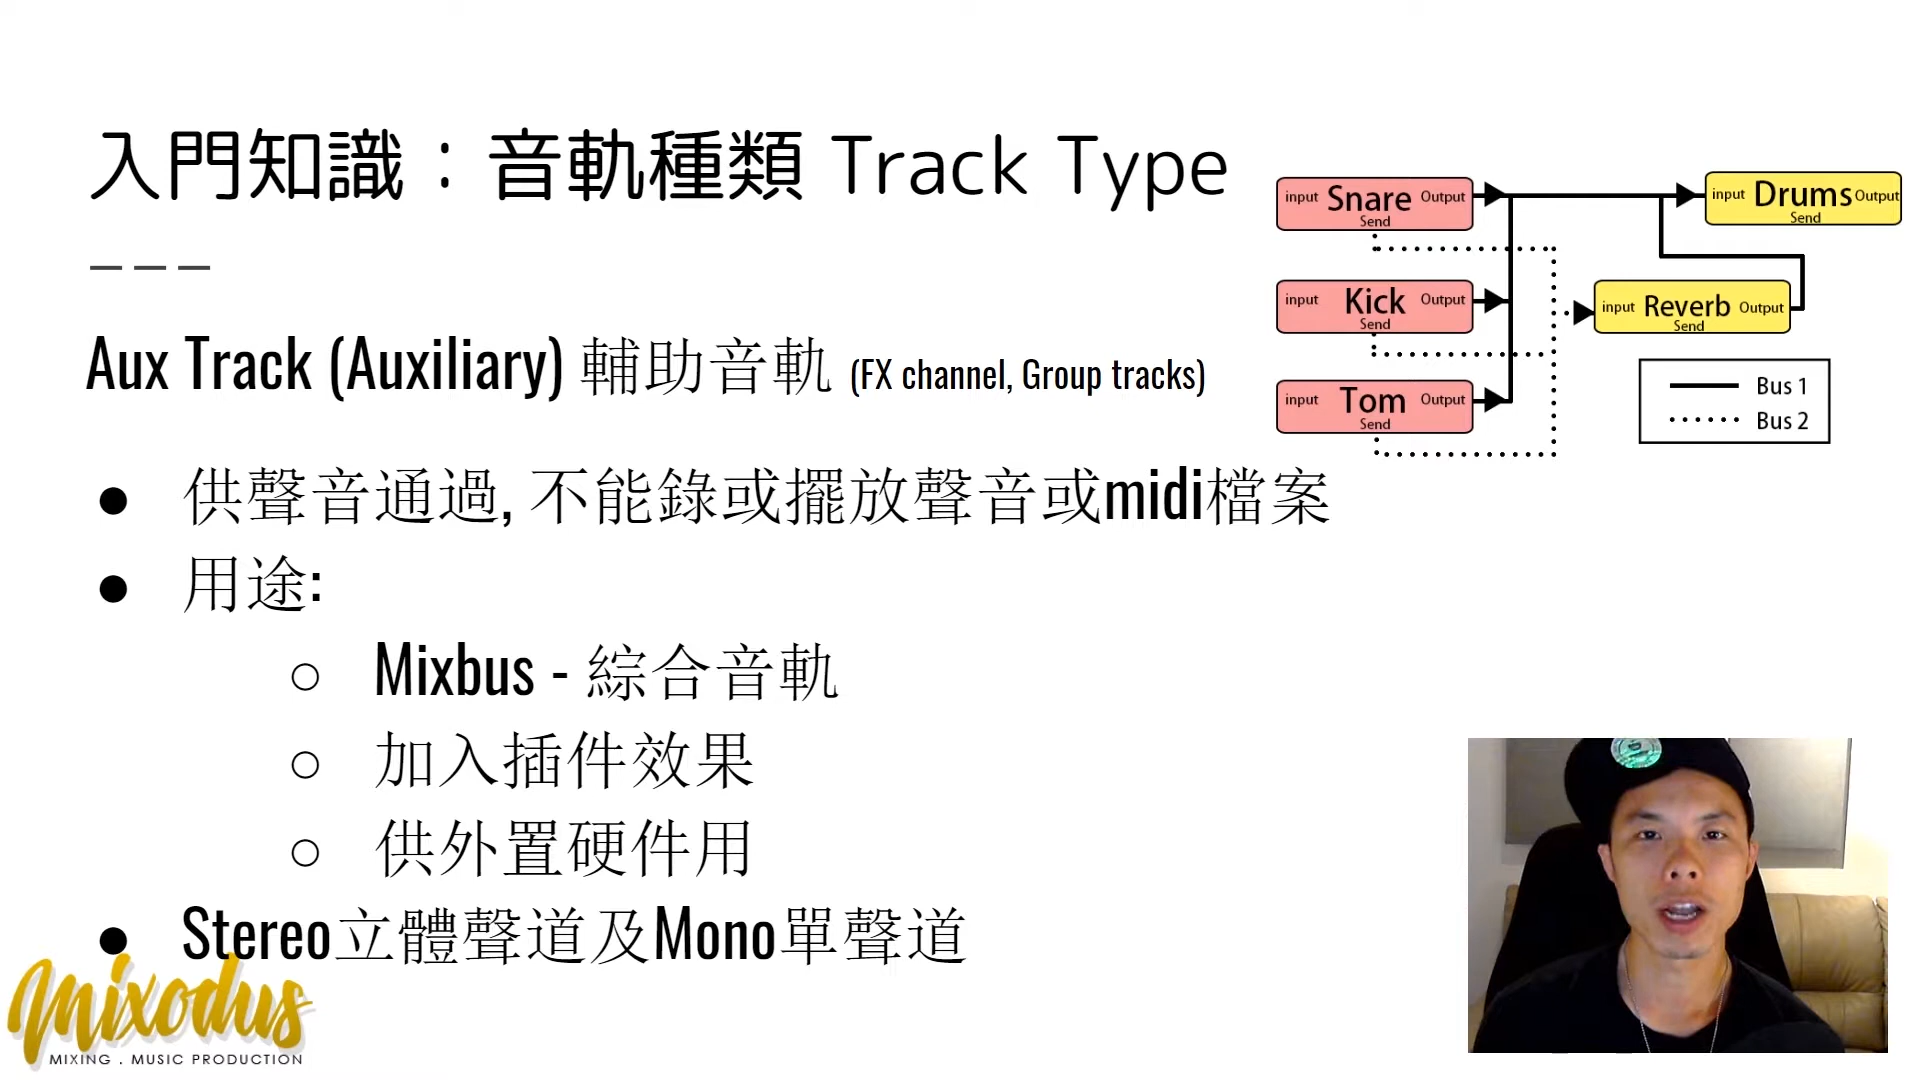 入門知識：音軌種類 Track Type
Aux Track (Auxiliary) 輔助音軌 (FX channel, Group tracks)
● 供聲音通過, 不能錄或擺放聲音或midi檔案
● 用途:
○ Mixbus - 綜合音軌
○ 加入插件效果
○ 供外置硬件用
● Stereo立體聲道及Mono單聲道
input Snare Output
Send
input Kick Output
Send
input Tom Output
Send
input Drums Output
Send
input Reverb Output
Send
Bus 1
Bus 2
Mixodus
MIXING . MUSIC PRODUCTION